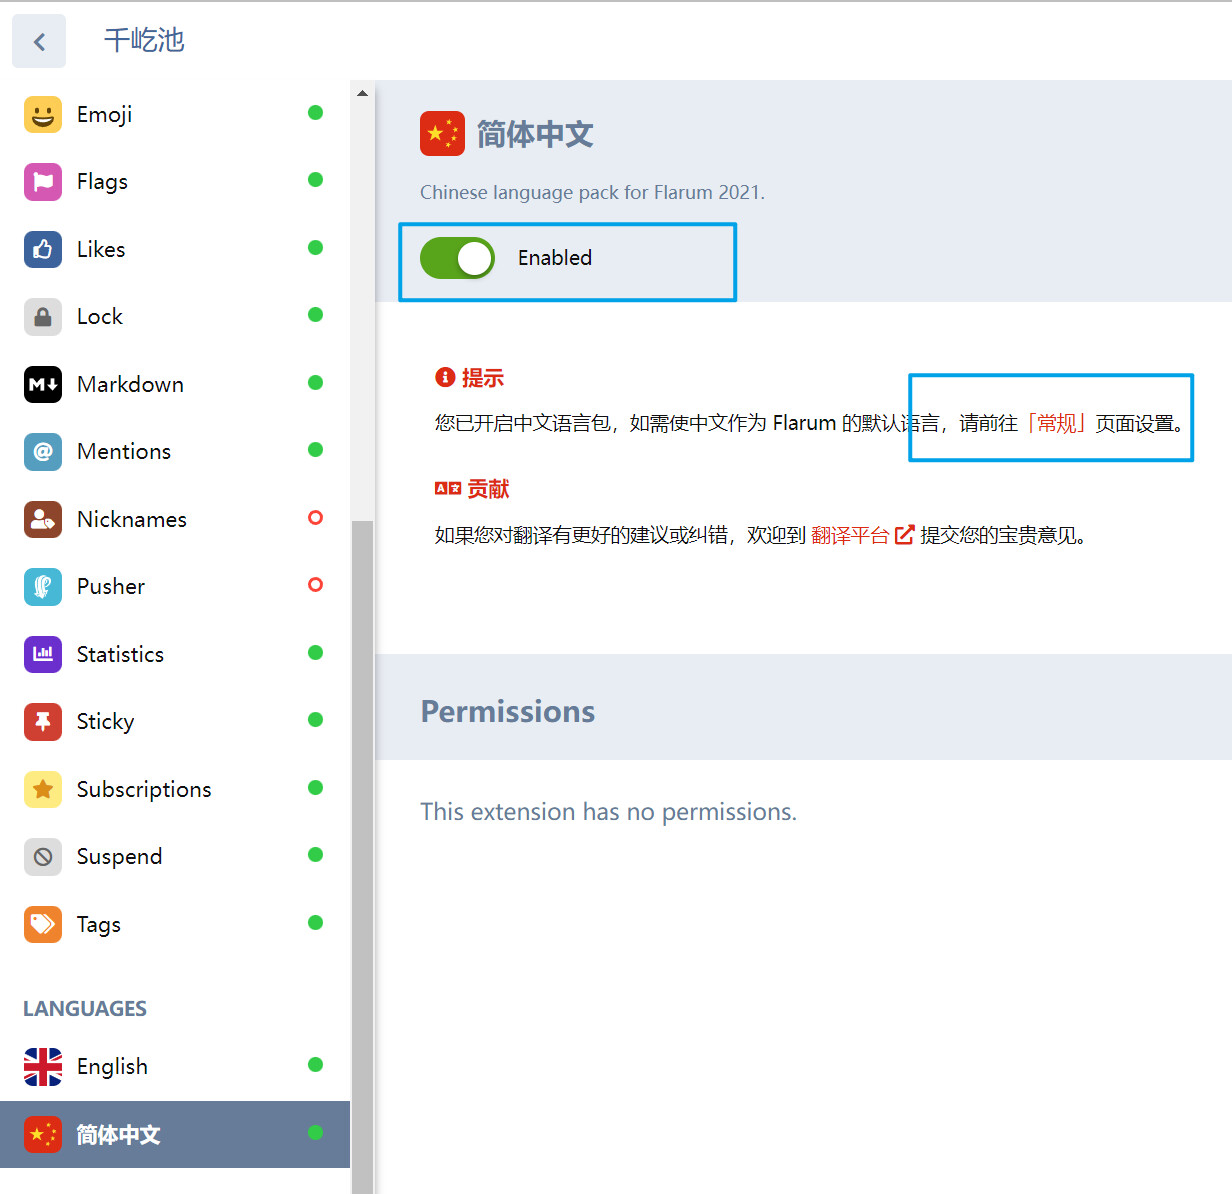 千屹池
Emoji
Flags
Likes
Lock
Markdown
Mentions
Nicknames
Pusher
Statistics
Sticky
Subscriptions
Suspend
Tags
LANGUAGES
English
简体中文
简体中文
Chinese language pack for Flarum 2021.
Enabled
提示
您已开启中文语言包，如需使中文作为 Flarum 的默认语言，请前往「常规」页面设置。
贡献
如果您对翻译有更好的建议或纠错，欢迎到 翻译平台 提交您的宝贵意见。
Permissions
This extension has no permissions.